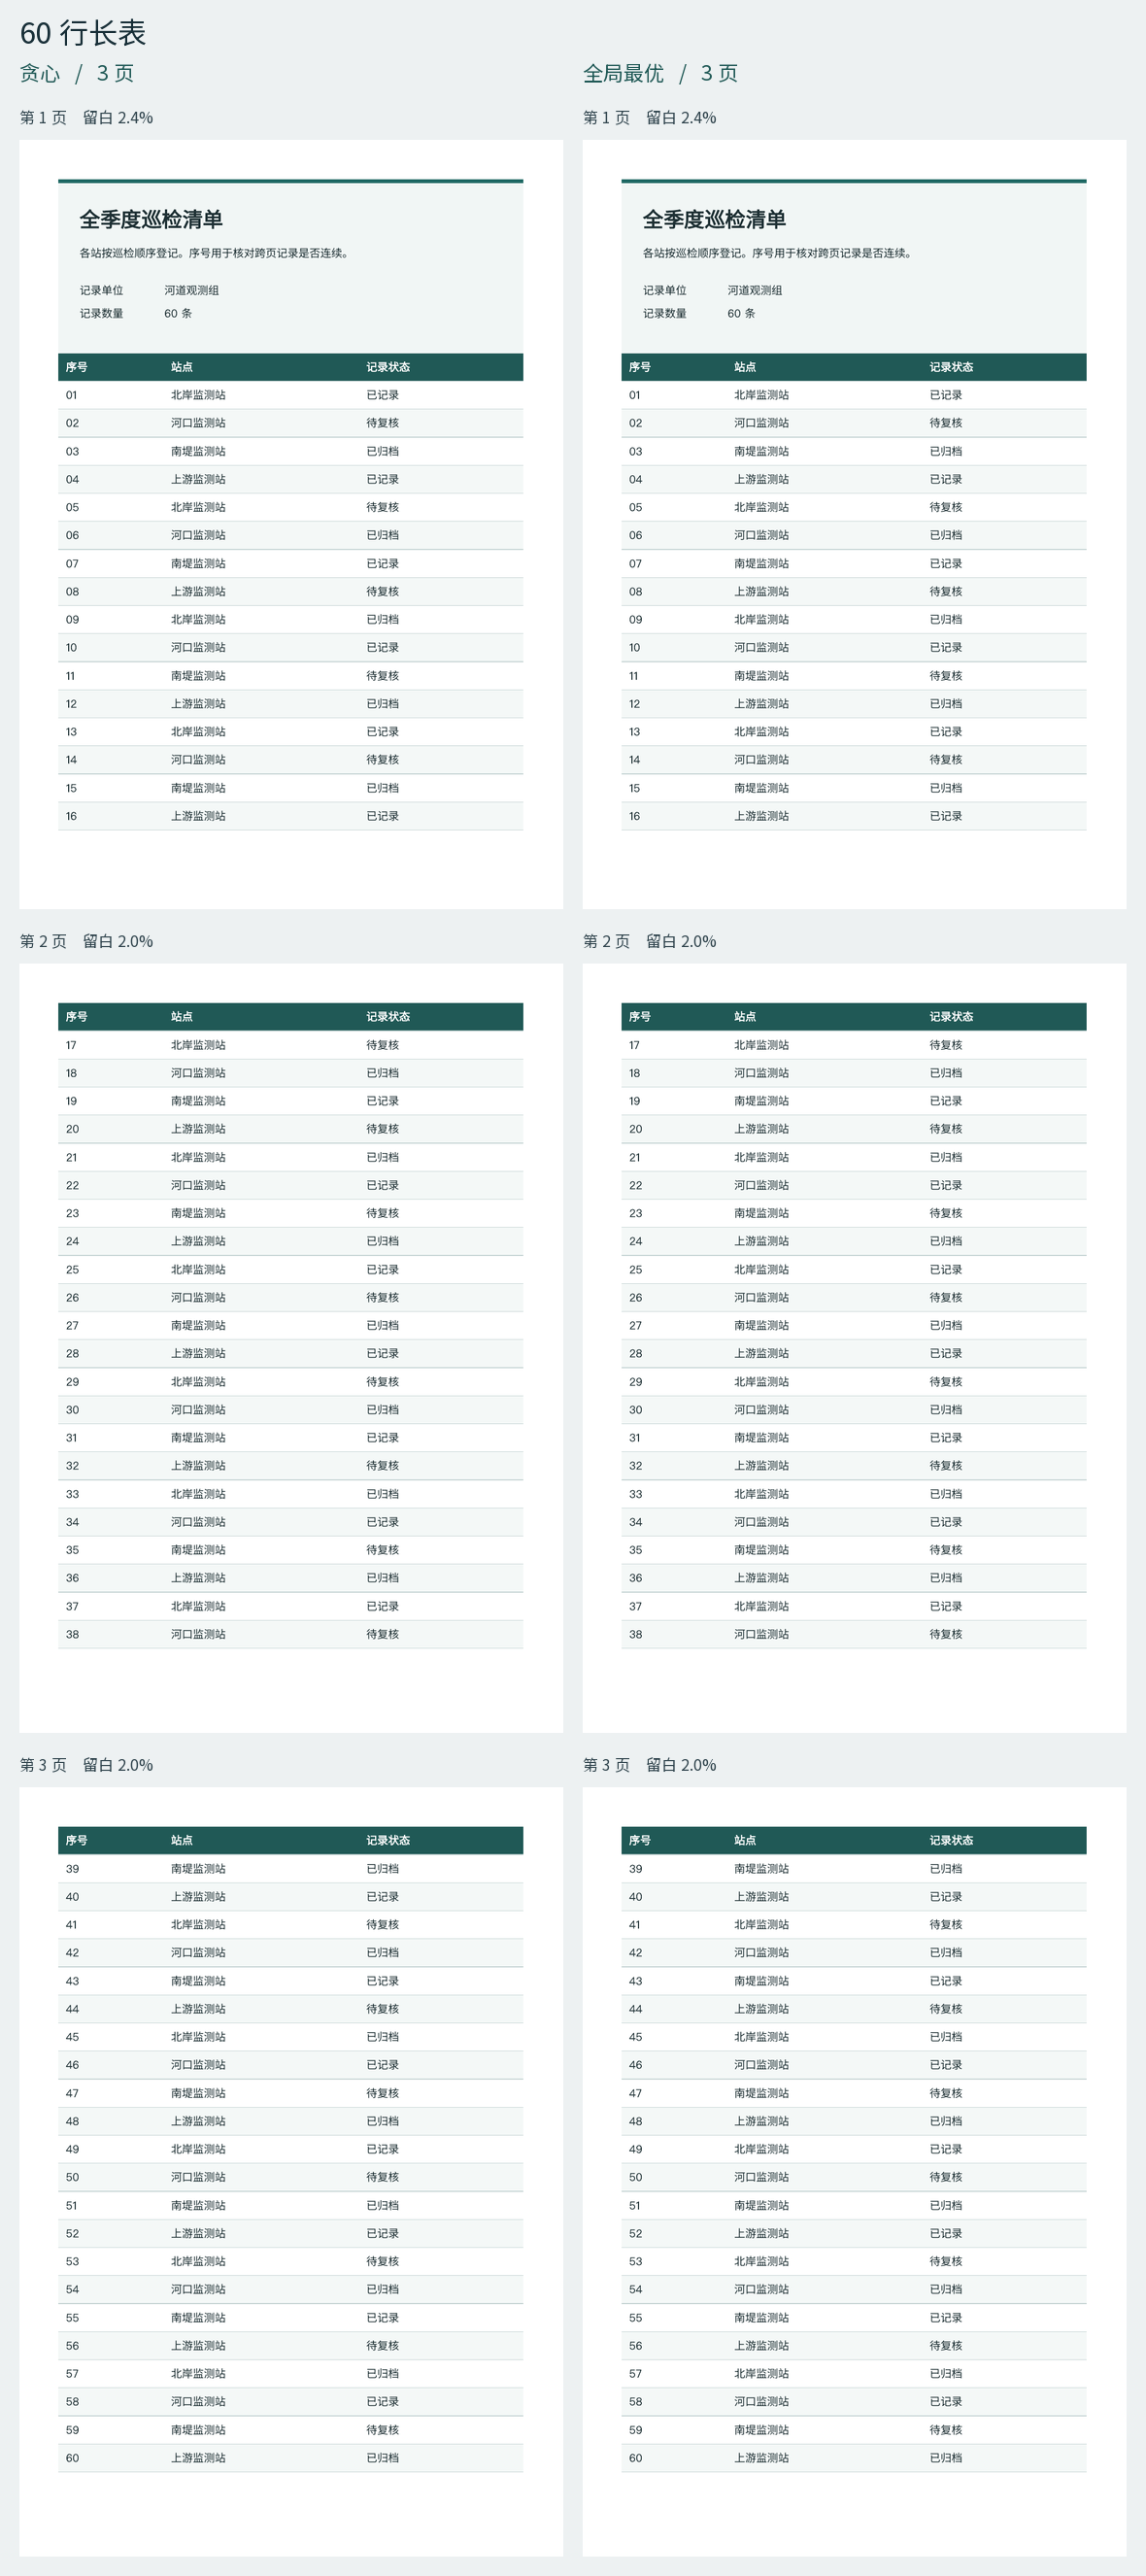 60 行长表
贪心 / 3 页
第 1 页 留白 2.4%
全季度巡检清单
各站按巡检顺序登记。序号用于核对跨页记录是否连续。
记录单位 河道观测组
记录数量 60 条
序号 站点 记录状态
01 北岸监测站 已记录
02 河口监测站 待复核
03 南堤监测站 已归档
04 上游监测站 已记录
05 北岸监测站 待复核
06 河口监测站 已归档
07 南堤监测站 已记录
08 上游监测站 待复核
09 北岸监测站 已归档
10 河口监测站 已记录
11 南堤监测站 待复核
12 上游监测站 已归档
13 北岸监测站 已记录
14 河口监测站 待复核
15 南堤监测站 已归档
16 上游监测站 已记录
第 2 页 留白 2.0%
序号 站点 记录状态
17 北岸监测站 待复核
18 河口监测站 已归档
19 南堤监测站 已记录
20 上游监测站 待复核
21 北岸监测站 已归档
22 河口监测站 已记录
23 南堤监测站 待复核
24 上游监测站 已归档
25 北岸监测站 已记录
26 河口监测站 待复核
27 南堤监测站 已归档
28 上游监测站 已记录
29 北岸监测站 待复核
30 河口监测站 已归档
31 南堤监测站 已记录
32 上游监测站 待复核
33 北岸监测站 已归档
34 河口监测站 已记录
35 南堤监测站 待复核
36 上游监测站 已归档
37 北岸监测站 已记录
38 河口监测站 待复核
第 3 页 留白 2.0%
序号 站点 记录状态
39 南堤监测站 已归档
40 上游监测站 已记录
41 北岸监测站 待复核
42 河口监测站 已归档
43 南堤监测站 已记录
44 上游监测站 待复核
45 北岸监测站 已归档
46 河口监测站 已记录
47 南堤监测站 待复核
48 上游监测站 已归档
49 北岸监测站 已记录
50 河口监测站 待复核
51 南堤监测站 已归档
52 上游监测站 已记录
53 北岸监测站 待复核
54 河口监测站 已归档
55 南堤监测站 已记录
56 上游监测站 待复核
57 北岸监测站 已归档
58 河口监测站 已记录
59 南堤监测站 待复核
60 上游监测站 已归档
全局最优 / 3 页
第 1 页 留白 2.4%
全季度巡检清单
各站按巡检顺序登记。序号用于核对跨页记录是否连续。
记录单位 河道观测组
记录数量 60 条
序号 站点 记录状态
01 北岸监测站 已记录
02 河口监测站 待复核
03 南堤监测站 已归档
04 上游监测站 已记录
05 北岸监测站 待复核
06 河口监测站 已归档
07 南堤监测站 已记录
08 上游监测站 待复核
09 北岸监测站 已归档
10 河口监测站 已记录
11 南堤监测站 待复核
12 上游监测站 已归档
13 北岸监测站 已记录
14 河口监测站 待复核
15 南堤监测站 已归档
16 上游监测站 已记录
第 2 页 留白 2.0%
序号 站点 记录状态
17 北岸监测站 待复核
18 河口监测站 已归档
19 南堤监测站 已记录
20 上游监测站 待复核
21 北岸监测站 已归档
22 河口监测站 已记录
23 南堤监测站 待复核
24 上游监测站 已归档
25 北岸监测站 已记录
26 河口监测站 待复核
27 南堤监测站 已归档
28 上游监测站 已记录
29 北岸监测站 待复核
30 河口监测站 已归档
31 南堤监测站 已记录
32 上游监测站 待复核
33 北岸监测站 已归档
34 河口监测站 已记录
35 南堤监测站 待复核
36 上游监测站 已归档
37 北岸监测站 已记录
38 河口监测站 待复核
第 3 页 留白 2.0%
序号 站点 记录状态
39 南堤监测站 已归档
40 上游监测站 已记录
41 北岸监测站 待复核
42 河口监测站 已归档
43 南堤监测站 已记录
44 上游监测站 待复核
45 北岸监测站 已归档
46 河口监测站 已记录
47 南堤监测站 待复核
48 上游监测站 已归档
49 北岸监测站 已记录
50 河口监测站 待复核
51 南堤监测站 已归档
52 上游监测站 已记录
53 北岸监测站 待复核
54 河口监测站 已归档
55 南堤监测站 已记录
56 上游监测站 待复核
57 北岸监测站 已归档
58 河口监测站 已记录
59 南堤监测站 待复核
60 上游监测站 已归档